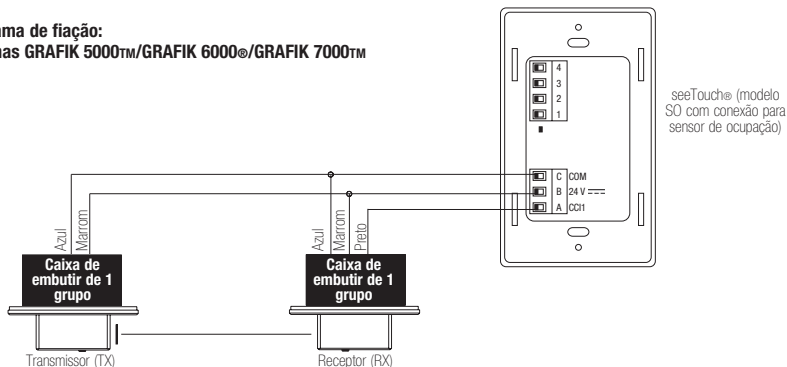 ama de fiação:
nas GRAFIK 5000TM/GRAFIK 6000®/GRAFIK 7000TM
4
3
2
1
seeTouch® (modelo
SO com conexão para
sensor de ocupação)
C COM
B 24 V
A CCI1
Azul
Marrom
Azul
Marrom
Preto
Caixa de
embutir de 1
grupo
Caixa de
embutir de 1
grupo
Transmissor (TX)
Receptor (RX)